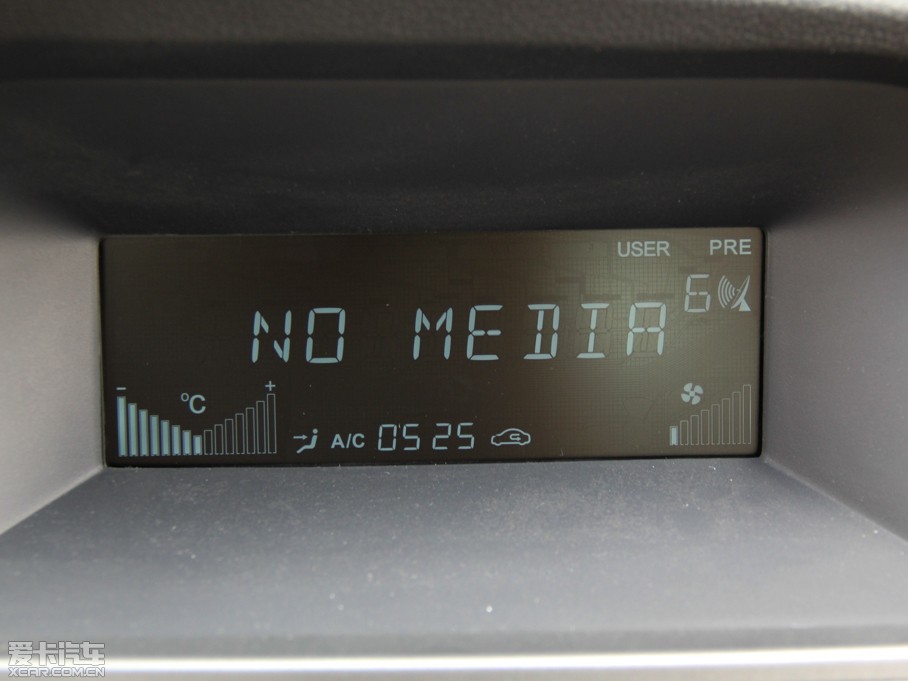 USER PRE
6
NO MEDIA
- +
°C
A/C 05 25
爱卡汽车
XCAR.COM.CN